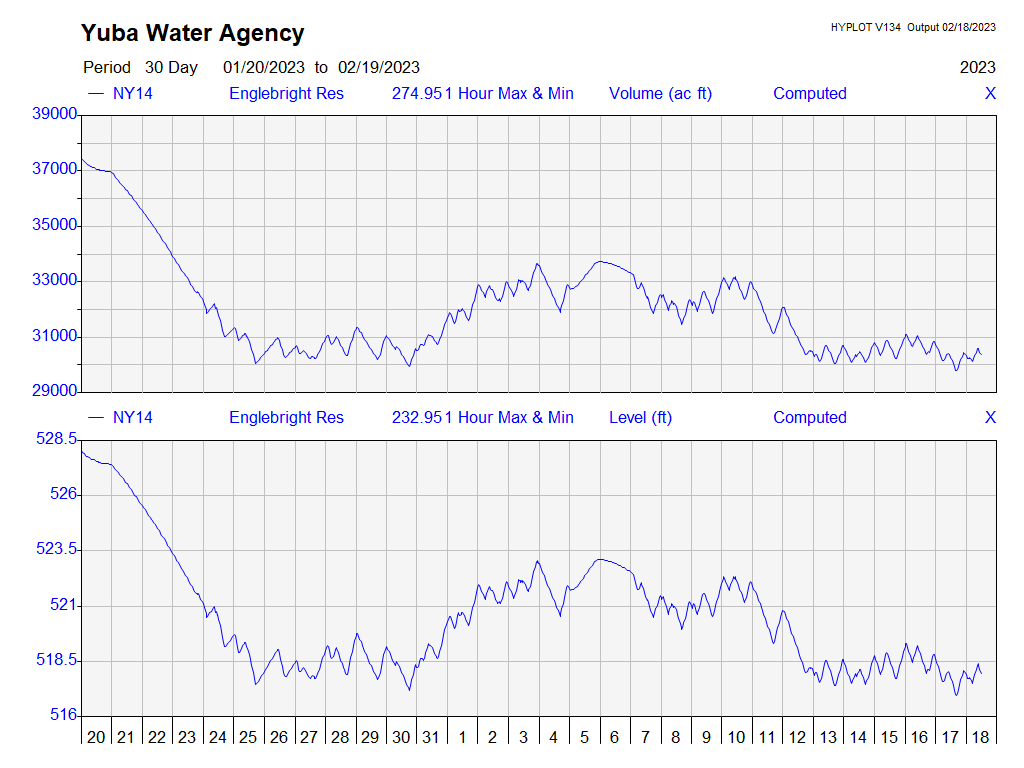 Yuba Water Agency
HYPLOT V134 Output 02/18/2023
Period 30 Day 01/20/2023 to 02/19/2023
2023
NY14 Englebright Res 274.951 Hour Max & Min Volume (ac ft) Computed X
39000
37000
35000
33000
31000
29000
NY14 Englebright Res 232.951 Hour Max & Min Level (ft) Computed X
528.5
526
523.5
521
518.5
516
20 21 22 23 24 25 26 27 28 29 30 31 1 2 3 4 5 6 7 8 9 10 11 12 13 14 15 16 17 18